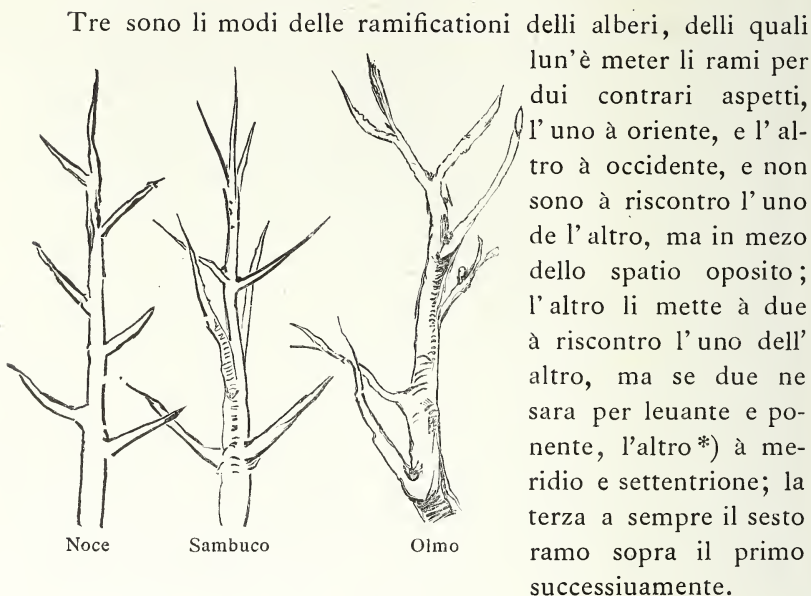 Tre sono li modi delle ramificationi delli alberi, delli quali
lun'è meter li rami per
dui contrari aspetti,
l'uno à oriente, e l'al-
tro à occidente, e non
sono à riscontro l'uno
de l'altro, ma in mezo
dello spatio oposito;
l'altro li mette à due
à riscontro l'uno dell'
altro, ma se due ne
sara per leuante e po-
nente, l'altro*) à me-
ridio e settentrione; la
terza a sempre il sesto
ramo sopra il primo
successiuamente.
Noce Sambuco Olmo